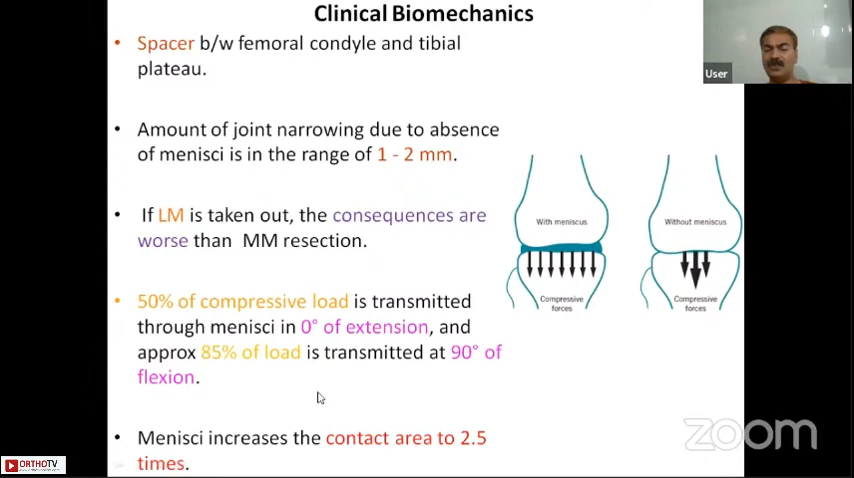 Clinical Biomechanics
• Spacer b/w femoral condyle and tibial
plateau.
• Amount of joint narrowing due to absence
of menisci is in the range of 1 - 2 mm.
• If LM is taken out, the consequences are
worse than MM resection.
• 50% of compressive load is transmitted
through menisci in 0° of extension, and
approx 85% of load is transmitted at 90° of
flexion.
• Menisci increases the contact area to 2.5
times.
With meniscus
Compressive
forces
Without meniscus
Compressive
forces
User
zoom
ORTHOTV